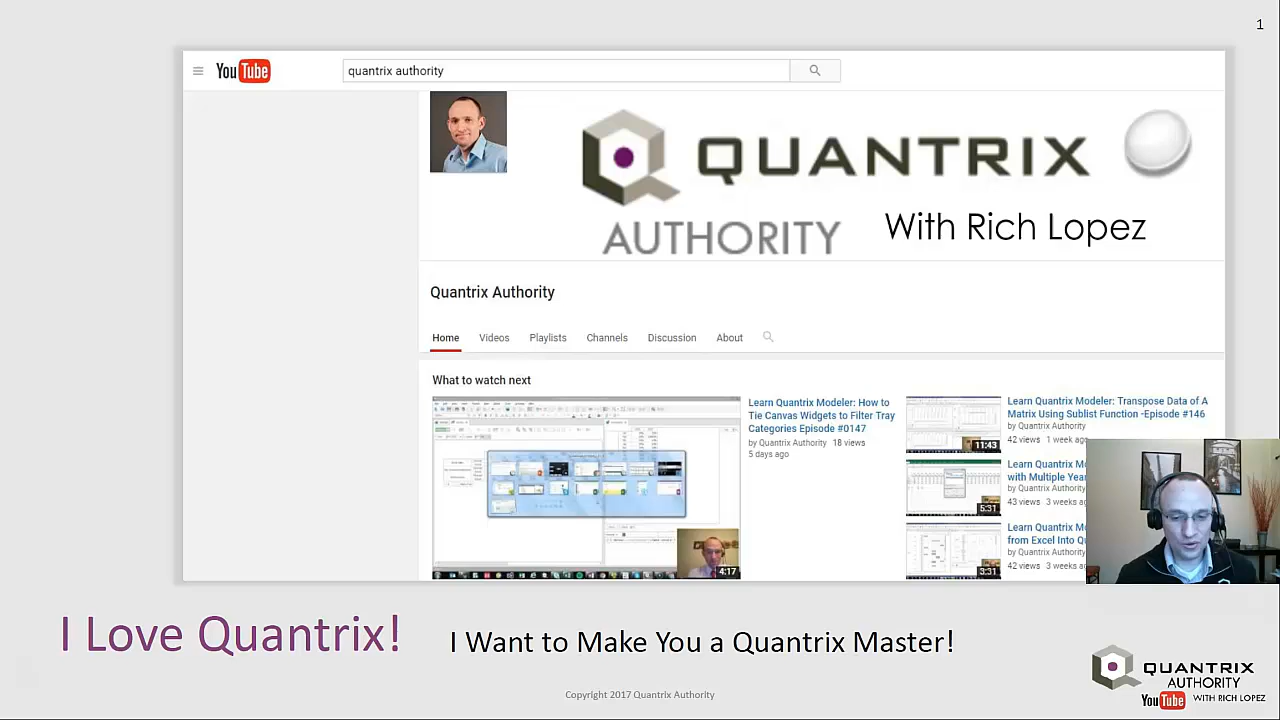 1
YouTube
quantrix authority
QUANTRIX
AUTHORITY
With Rich Lopez
Quantrix Authority
Home Videos Playlists Channels Discussion About
What to watch next
Learn Quantrix Modeler: How to
Tie Canvas Widgets to Filter Tray
Categories Episode #0147
by Quantrix Authority 18 views
5 days ago
4:17
Learn Quantrix Modeler: Transpose Data of A
Matrix Using Sublist Function -Episode #146
by Quantrix Authority
42 views 1 week ago
11:43
Learn Quantrix
with Multiple
by Quantrix Authority
43 views 3 weeks
5:31
Learn Quantrix
from Excel Into
by Quantrix Authority
42 views 3 weeks
3:31
I Love Quantrix!
I Want to Make You a Quantrix Master!
Copyright 2017 Quantrix Authority
QUANTRIX
AUTHORITY
YouTube WITH RICH LOPEZ